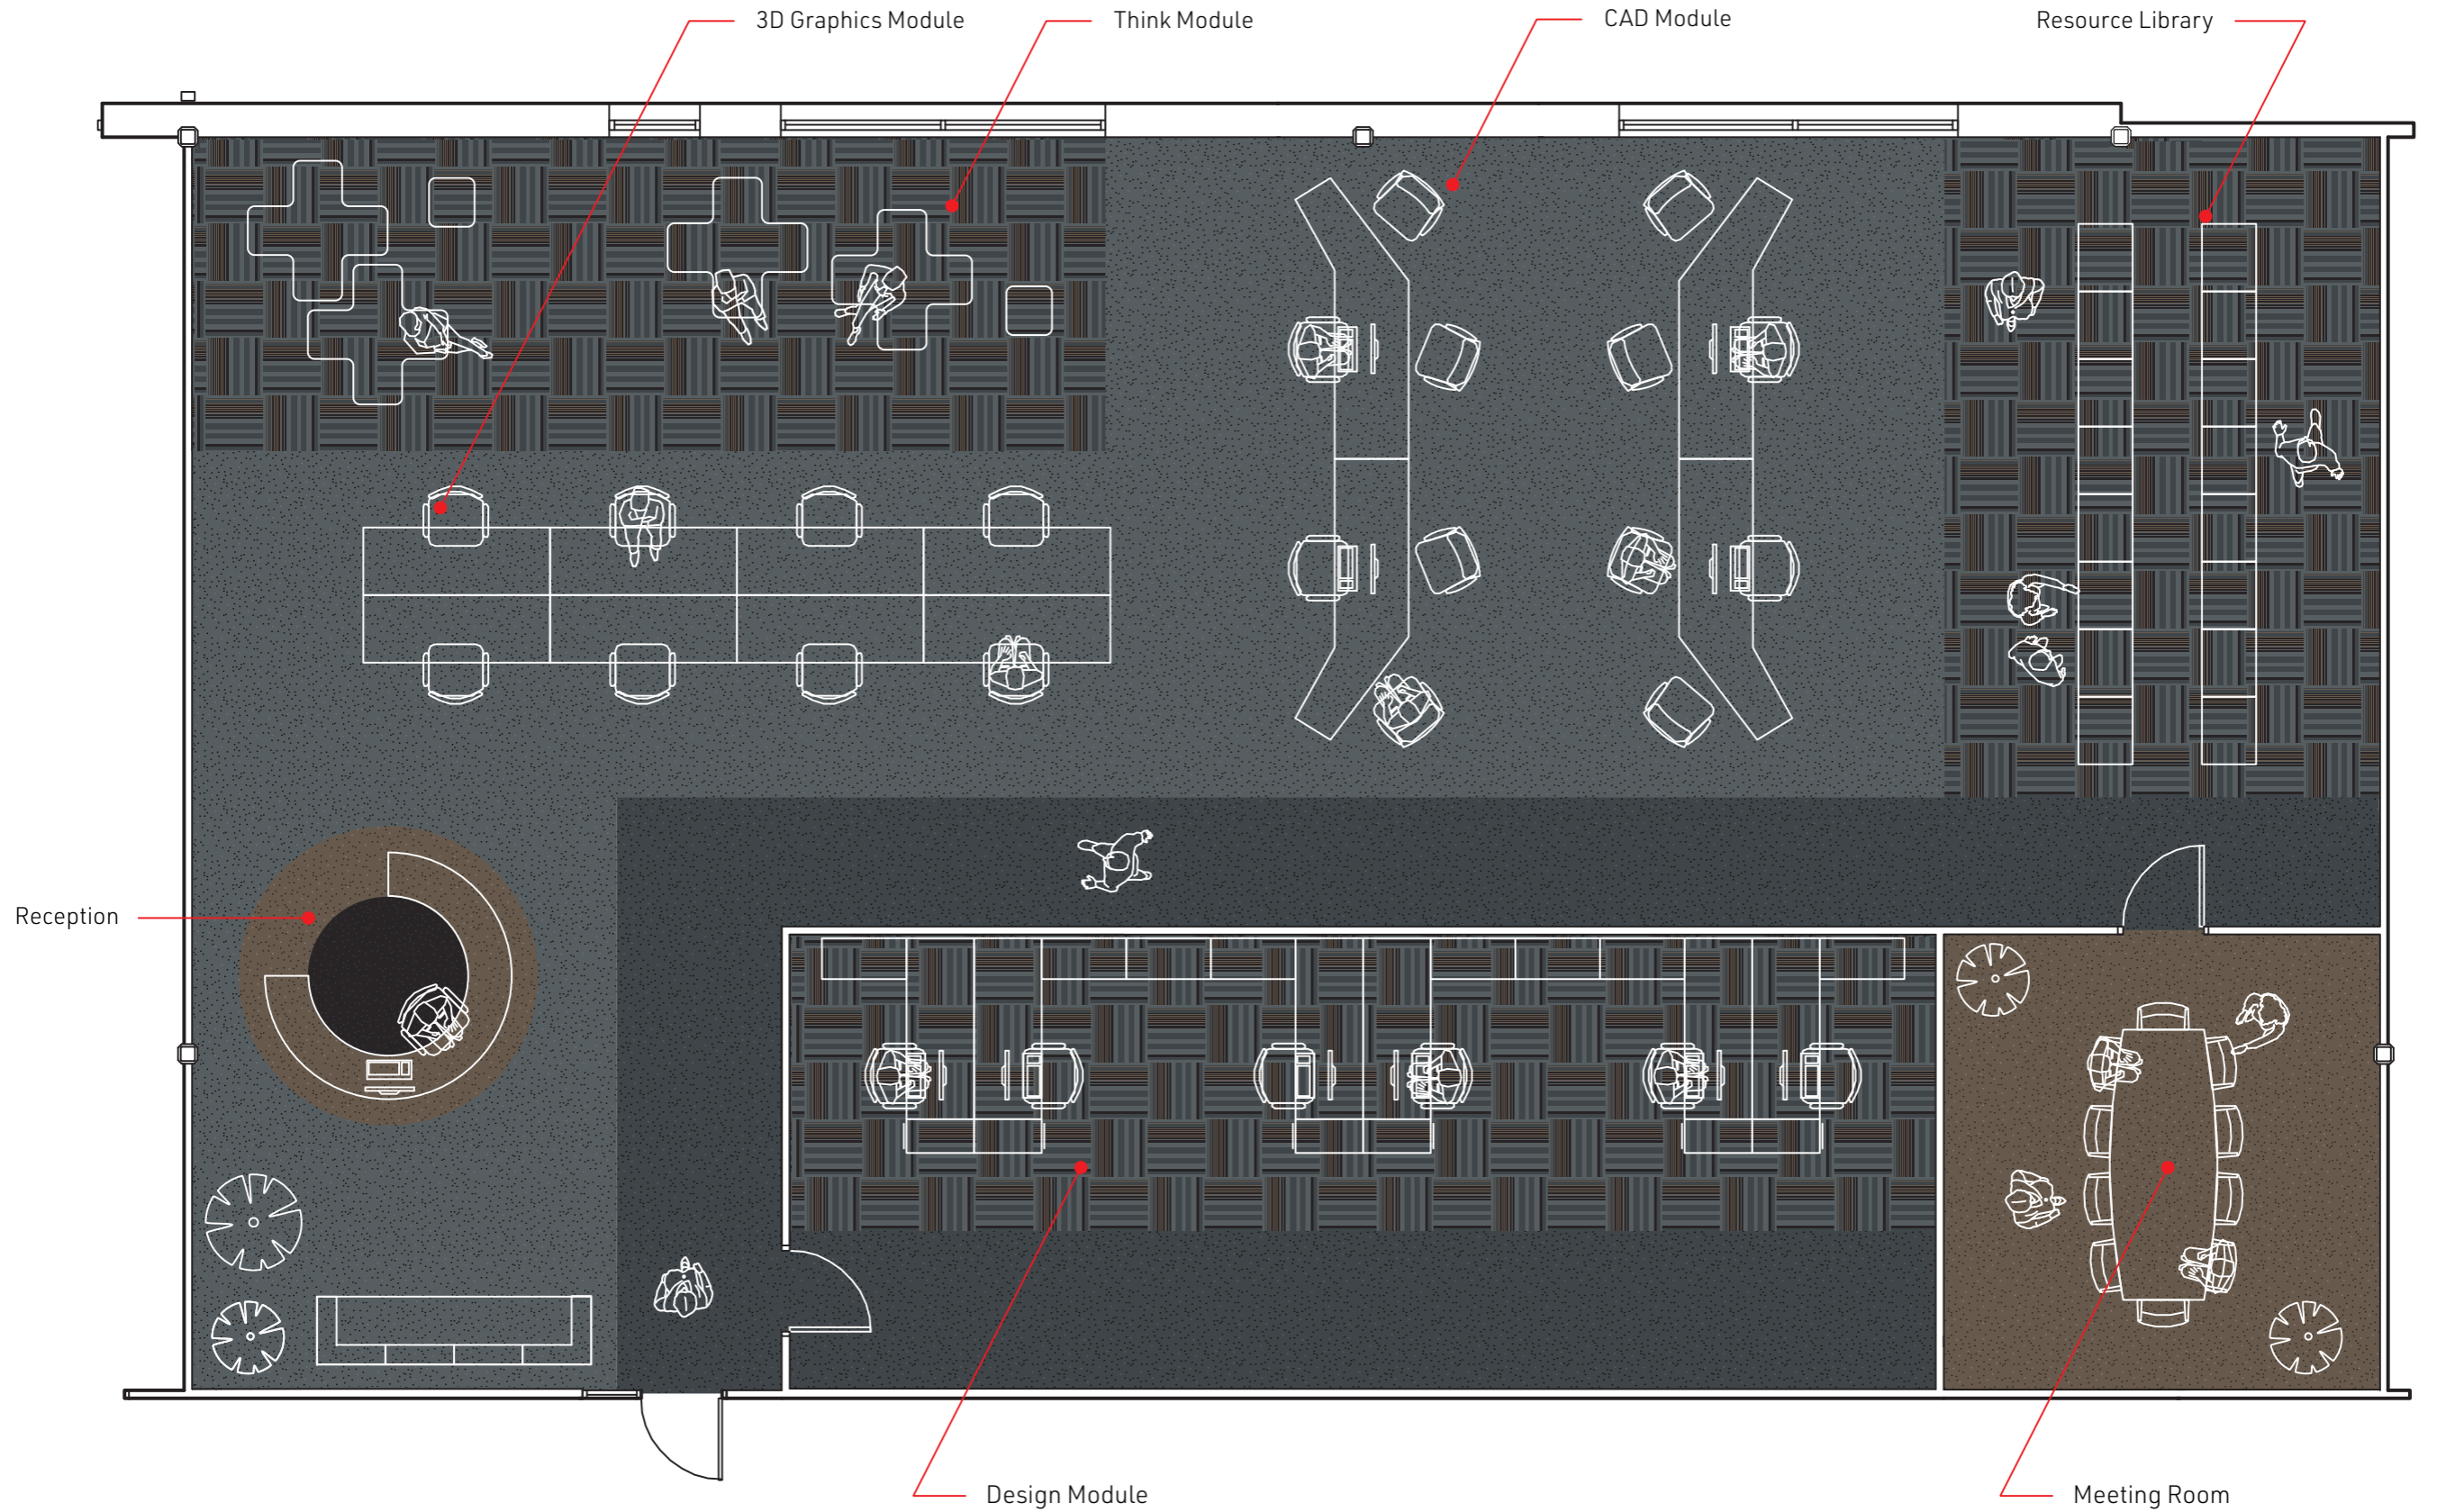 3D Graphics Module
Think Module
CAD Module
Resource Library
Reception
Design Module
Meeting Room